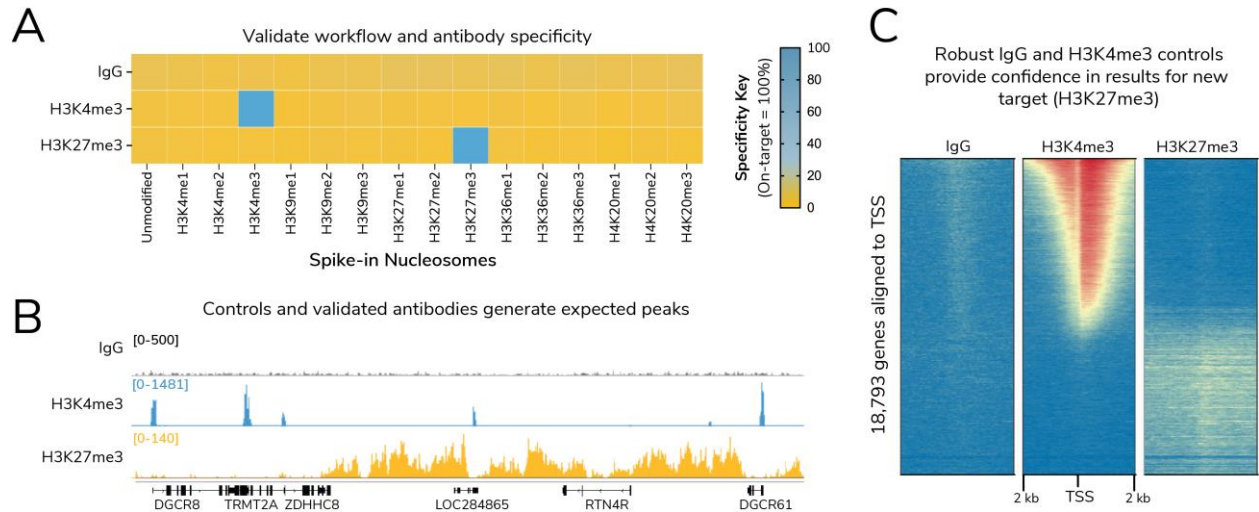 A
Validate workflow and antibody specificity
IgG
H3K4me3
H3K27me3
Unmodified
H3K4me1
H3K4me2
H3K4me3
H3K9me1
H3K9me2
H3K9me3
H3K27me1
H3K27me2
H3K27me3
H3K36me1
H3K36me2
H3K36me3
H4K20me1
H4K20me2
H4K20me3
Spike-in Nucleosomes
Specificity Key
(On-target = 100%)
100
80
60
40
20
0
B
Controls and validated antibodies generate expected peaks
IgG
[0-500]
H3K4me3
[0-1481]
H3K27me3
[0-140]
DGCR8
TRMT2A
ZDHHC8
LOC284865
RTN4R
DGCR61
C
Robust IgG and H3K4me3 controls
provide confidence in results for new
target (H3K27me3)
IgG
H3K4me3
H3K27me3
18,793 genes aligned to TSS
2 kb
TSS
2 kb